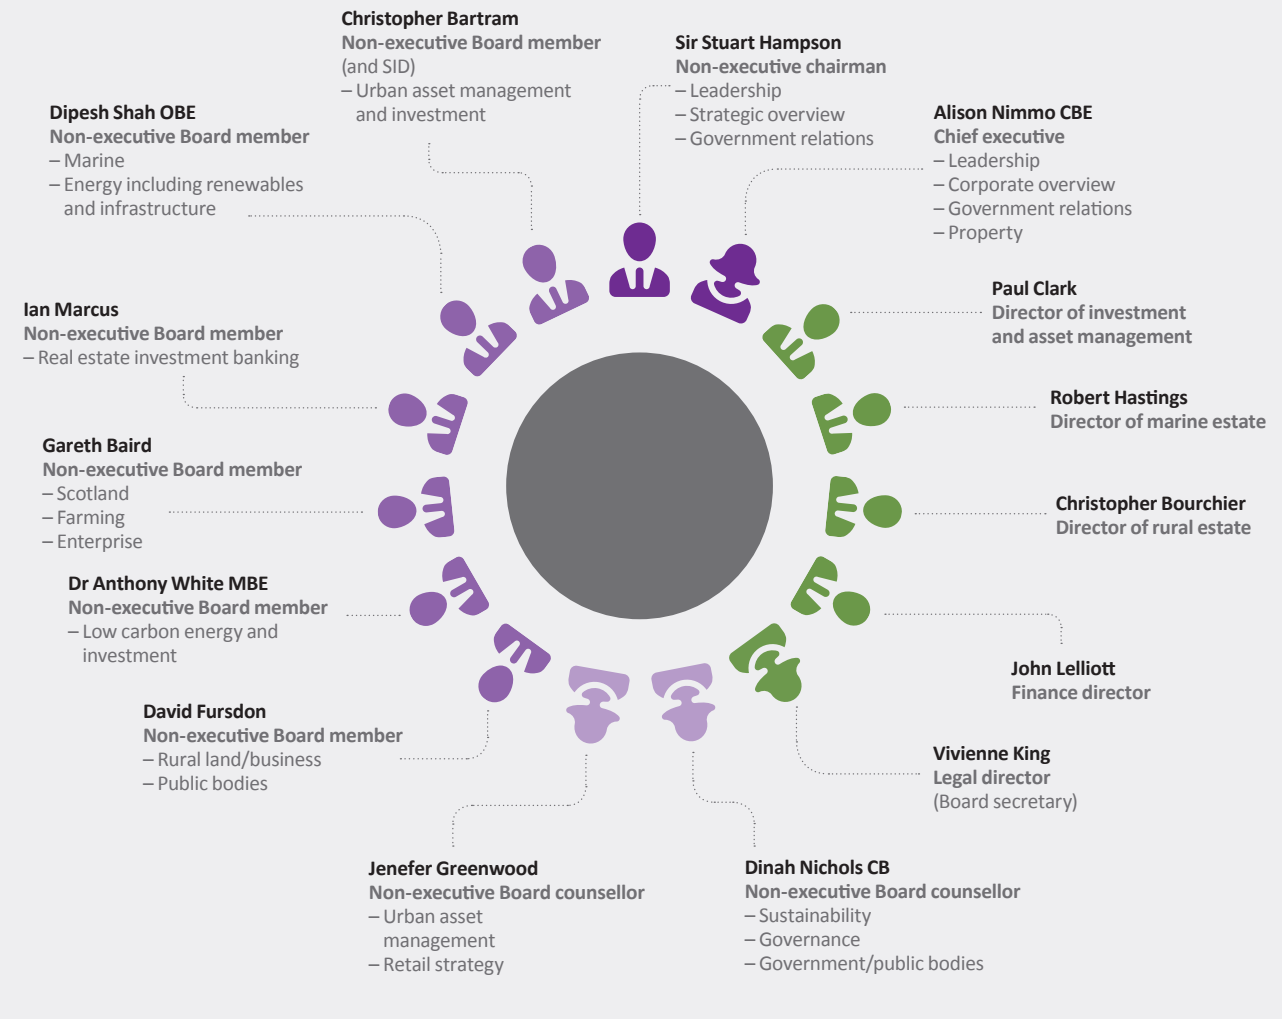 Christopher Bartram
Non-executive Board member
(and SID)
– Urban asset management
and investment
Sir Stuart Hampson
Non-executive chairman
– Leadership
– Strategic overview
– Government relations
Alison Nimmo CBE
Chief executive
– Leadership
– Corporate overview
– Government relations
– Property
Dipesh Shah OBE
Non-executive Board member
– Marine
– Energy including renewables
and infrastructure
Paul Clark
Director of investment
and asset management
Ian Marcus
Non-executive Board member
– Real estate investment banking
Robert Hastings
Director of marine estate
Gareth Baird
Non-executive Board member
– Scotland
– Farming
– Enterprise
Christopher Bourchier
Director of rural estate
Dr Anthony White MBE
Non-executive Board member
– Low carbon energy and
investment
John Lelliott
Finance director
David Fursdon
Non-executive Board member
– Rural land/business
– Public bodies
Vivienne King
Legal director
(Board secretary)
Jenefer Greenwood
Non-executive Board counsellor
– Urban asset
management
– Retail strategy
Dinah Nichols CB
Non-executive Board counsellor
– Sustainability
– Governance
– Government/public bodies